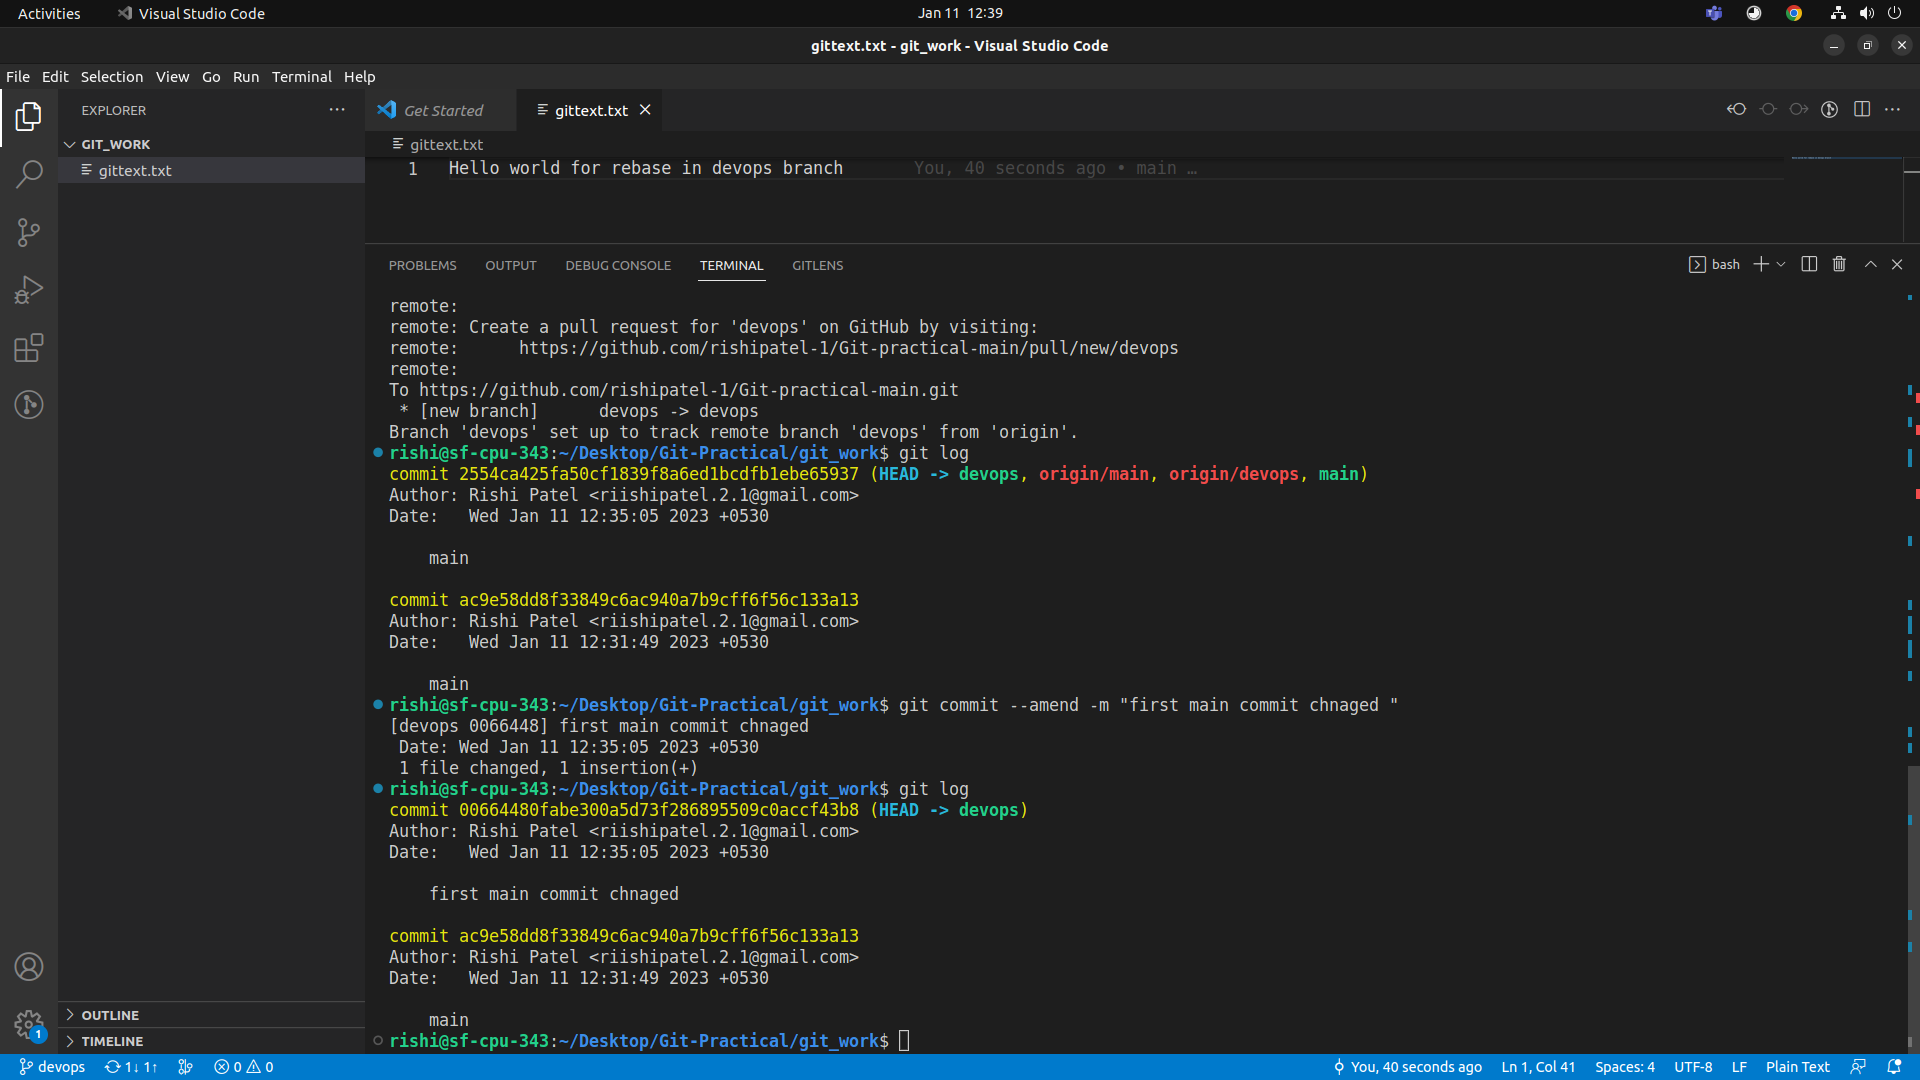 Activities
Visual Studio Code
Jan 11 12:39
gittext.txt - git_work - Visual Studio Code
File Edit Selection View Go Run Terminal Help
EXPLORER
Get Started
gittext.txt
GIT_WORK
gittext.txt
gittext.txt
1 Hello world for rebase in devops branch You, 40 seconds ago • main …
PROBLEMS OUTPUT DEBUG CONSOLE TERMINAL GITLENS
bash
remote:
remote: Create a pull request for 'devops' on GitHub by visiting:
remote:      https://github.com/rishipatel-1/Git-practical-main/pull/new/devops
remote:
To https://github.com/rishipatel-1/Git-practical-main.git
 * [new branch]      devops -> devops
Branch 'devops' set up to track remote branch 'devops' from 'origin'.
rishi@sf-cpu-343:~/Desktop/Git-Practical/git_work$ git log
commit 2554ca425fa50cf1839f8a6ed1bcdfb1ebe65937 (HEAD -> devops, origin/main, origin/devops, main)
Author: Rishi Patel <riishipatel.2.1@gmail.com>
Date:   Wed Jan 11 12:35:05 2023 +0530
main
commit ac9e58dd8f33849c6ac940a7b9cff6f56c133a13
Author: Rishi Patel <riishipatel.2.1@gmail.com>
Date:   Wed Jan 11 12:31:49 2023 +0530
main
rishi@sf-cpu-343:~/Desktop/Git-Practical/git_work$ git commit --amend -m "first main commit chnaged "
[devops 0066448] first main commit chnaged
 Date: Wed Jan 11 12:35:05 2023 +0530
 1 file changed, 1 insertion(+)
rishi@sf-cpu-343:~/Desktop/Git-Practical/git_work$ git log
commit 00664480fabe300a5d73f286895509c0accf43b8 (HEAD -> devops)
Author: Rishi Patel <riishipatel.2.1@gmail.com>
Date:   Wed Jan 11 12:35:05 2023 +0530
first main commit chnaged
commit ac9e58dd8f33849c6ac940a7b9cff6f56c133a13
Author: Rishi Patel <riishipatel.2.1@gmail.com>
Date:   Wed Jan 11 12:31:49 2023 +0530
main
rishi@sf-cpu-343:~/Desktop/Git-Practical/git_work$
OUTLINE
TIMELINE
1
devops 1↓ 1↑ 0 0
You, 40 seconds ago Ln 1, Col 41 Spaces: 4 UTF-8 LF Plain Text